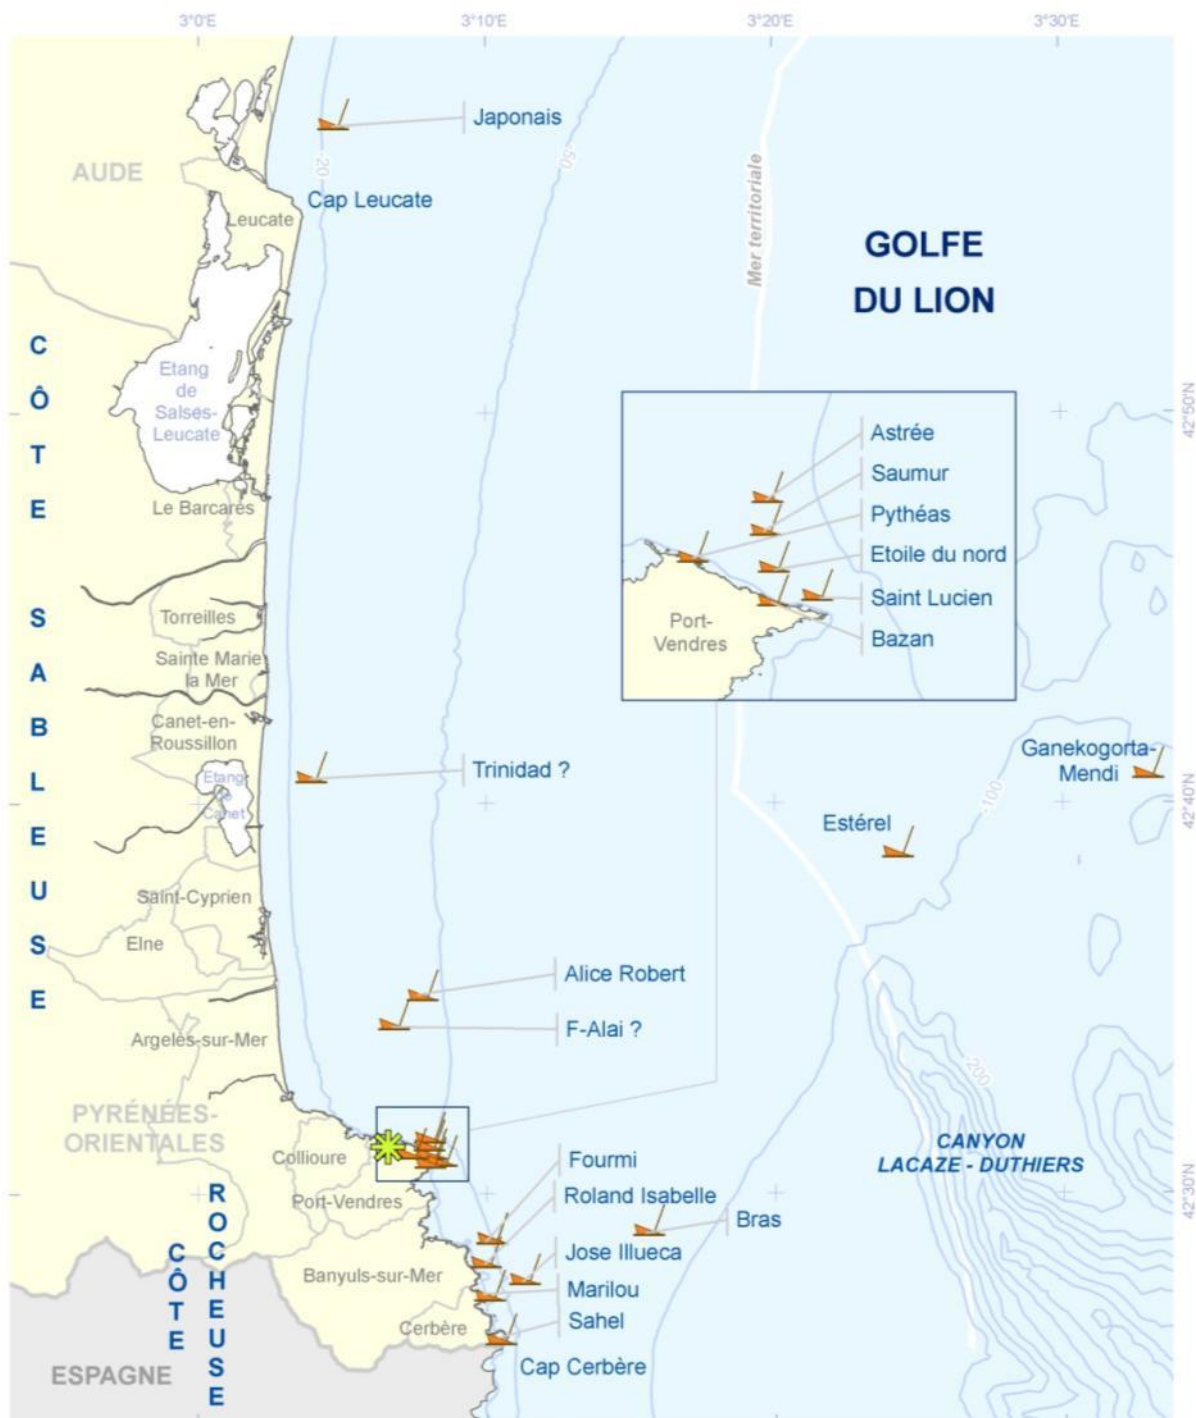 3°0'E
3°10'E
3°20'E
3°30'E
Japonais
AUDE
-20
-50
Cap Leucate
Mer territoriale
Leucate
GOLFE
DU LION
CÔTE
SABLEUSE
Etang
de
Salses-
Leucate
42°50'N
Astrée
Saumur
Pythéas
Etoile du nord
Saint Lucien
Bazan
Port-
Vendres
Le Barcarès
Torreilles
Sainte Marie
la Mer
Canet-en-
Roussillon
Etang
de
Canet
Trinidad ?
Ganekogorta-
Mendi
-100
42°40'N
Estérel
Saint-Cyprien
Elne
Alice Robert
F-Alai ?
Argelès-sur-Mer
-200
PYRÉNÉES-
ORIENTALES
Collioure
CANYON
LACAZE - DUTHIERS
Port-Vendres
42°30'N
Fourmi
Roland Isabelle
Bras
Jose Illueca
Marilou
Sahel
CÔTE
ROCHEUSE
Banyuls-sur-Mer
Cerbère
Cap Cerbère
ESPAGNE